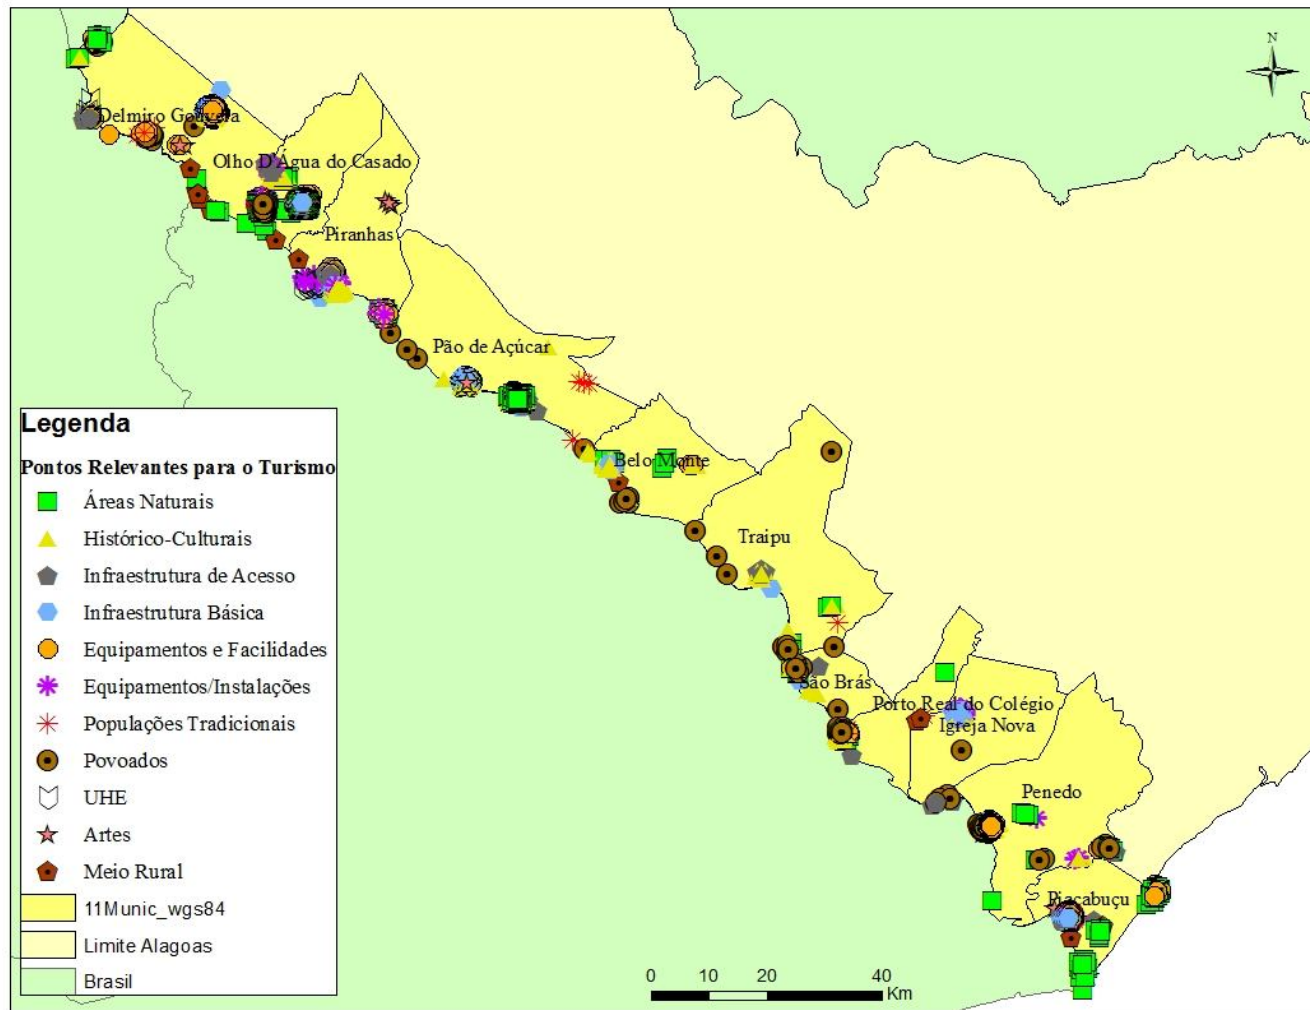 N
Delmiro Gouveia
Olho D'Agua do Casado
Piranhas
Pão de Açúcar
Belo Monte
Traipu
São Brás
Porto Real do Colégio
Igreja Nova
Penedo
Piaçabuçu
Legenda
Pontos Relevantes para o Turismo
Áreas Naturais
Histórico-Culturais
Infraestrutura de Acesso
Infraestrutura Básica
Equipamentos e Facilidades
Equipamentos/Instalações
Populações Tradicionais
Povoados
UHE
Artes
Meio Rural
11Munic_wgs84
Limite Alagoas
Brasil
0 10 20 40
Km